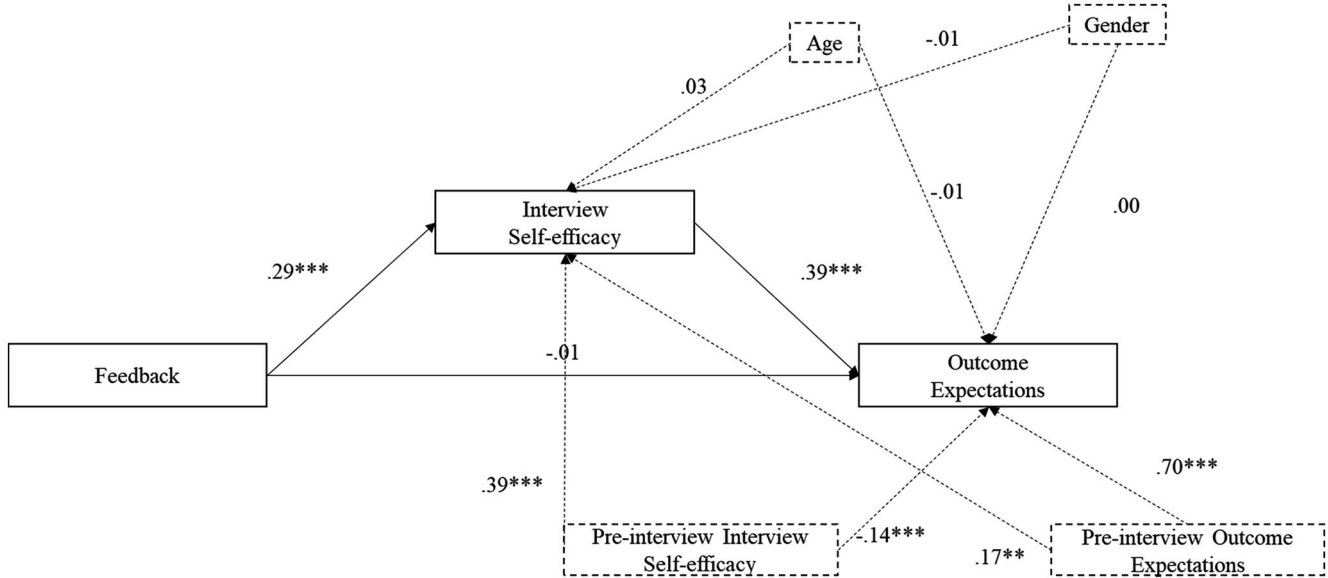 Gender
Age
-.01
.03
Interview
Self-efficacy
-.01
.00
.29***
.39***
-.01
Feedback
Outcome
Expectations
.39***
.70***
Pre-interview Interview
Self-efficacy
-.14***
.17**
Pre-interview Outcome
Expectations